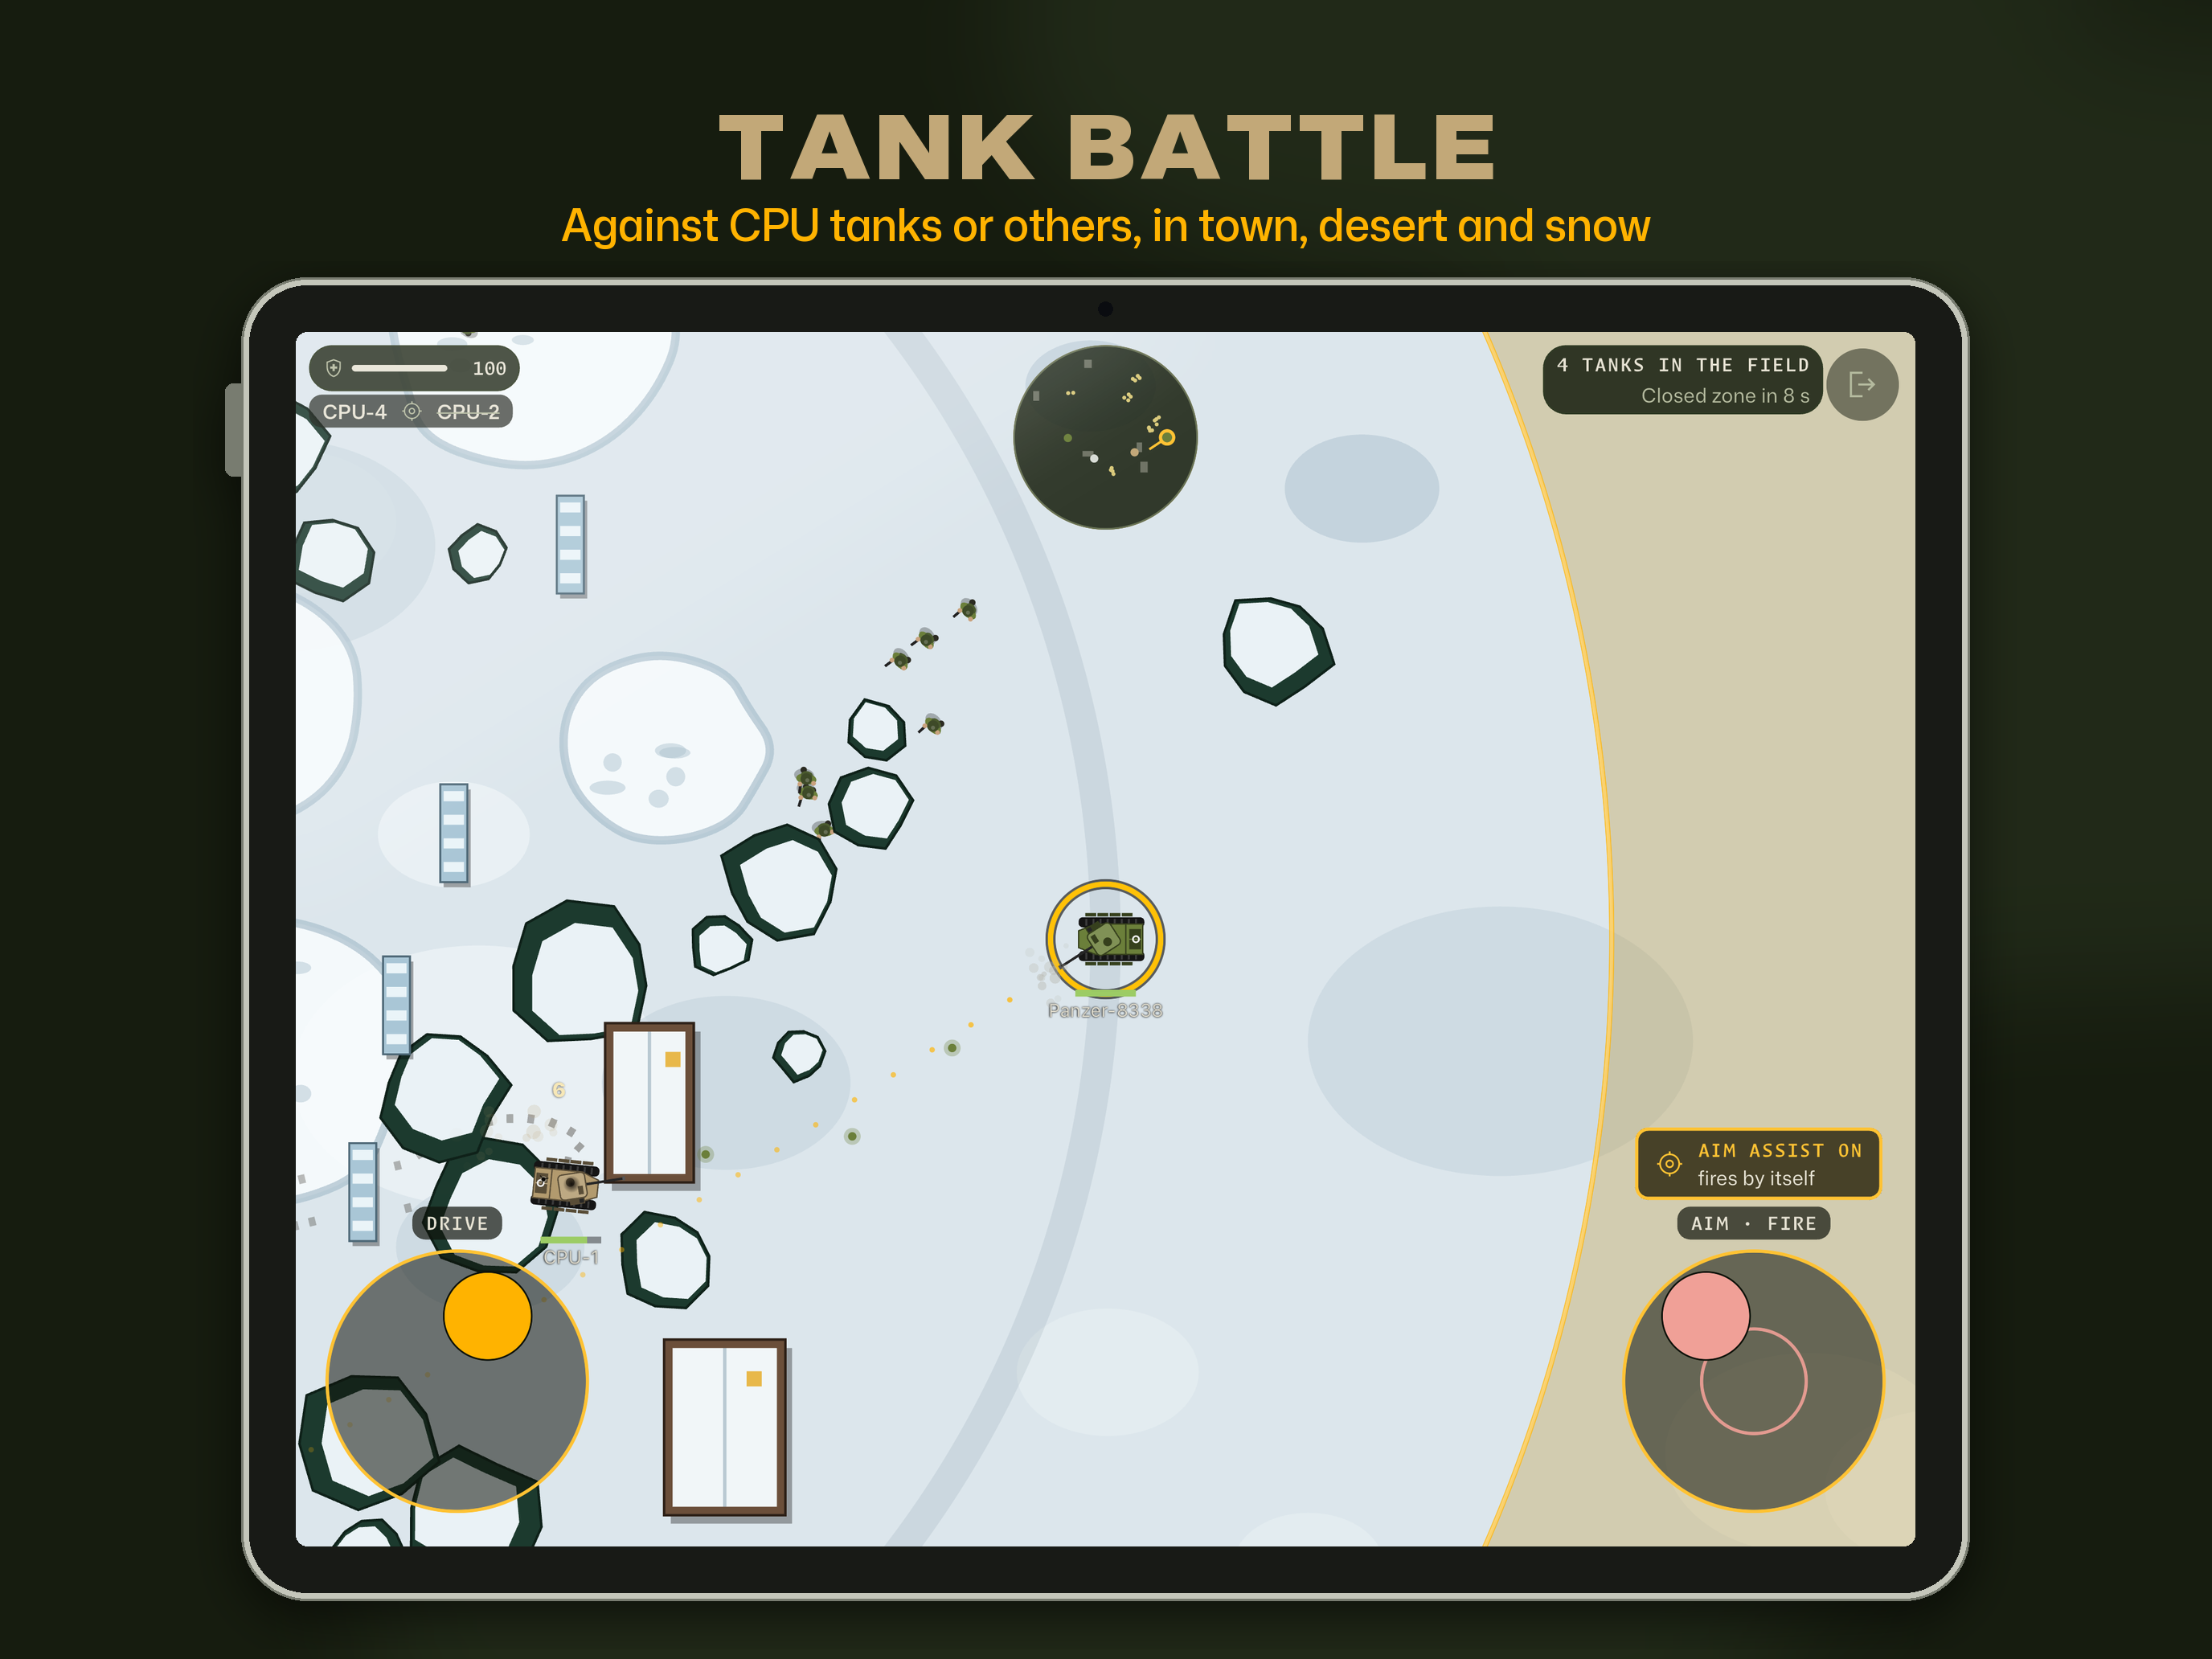 TANK BATTLE
Against CPU tanks or others, in town, desert and snow
100
CPU-4 CPU-2
4 TANKS IN THE FIELD
Closed zone in 8 s
Panzer-8338
6
CPU-1
DRIVE
AIM ASSIST ON
fires by itself
AIM · FIRE